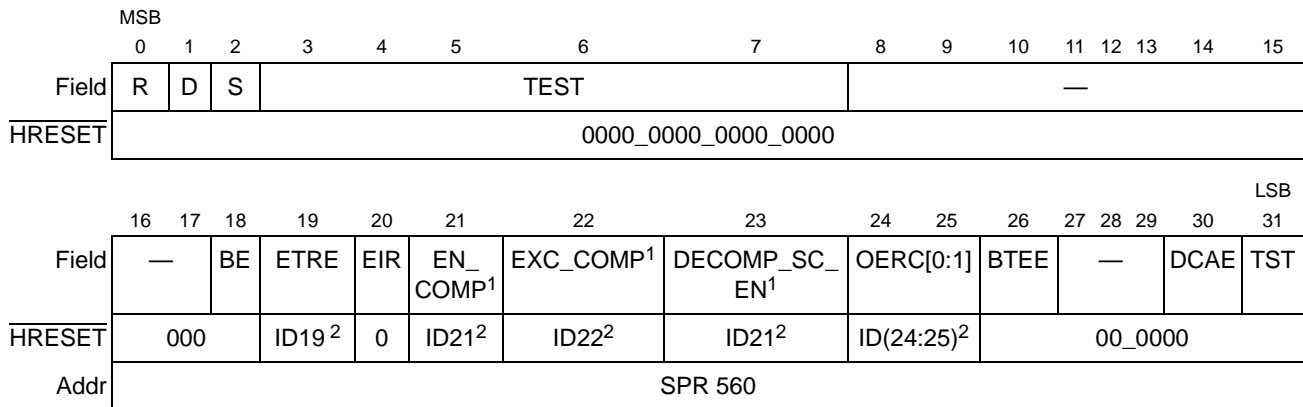 MSB
0 1 2 3 4 5 6 7 8 9 10 11 12 13 14 15
Field R D S TEST —
HRESET 0000_0000_0000_0000
LSB
16 17 18 19 20 21 22 23 24 25 26 27 28 29 30 31
Field — BE ETRE EIR EN_ EXC_COMP1 DECOMP_SC_ OERC[0:1] BTEE — DCAE TST
COMP1 EN1
HRESET 000 ID19 2 0 ID212 ID222 ID212 ID(24:25)2 00_0000
Addr SPR 560